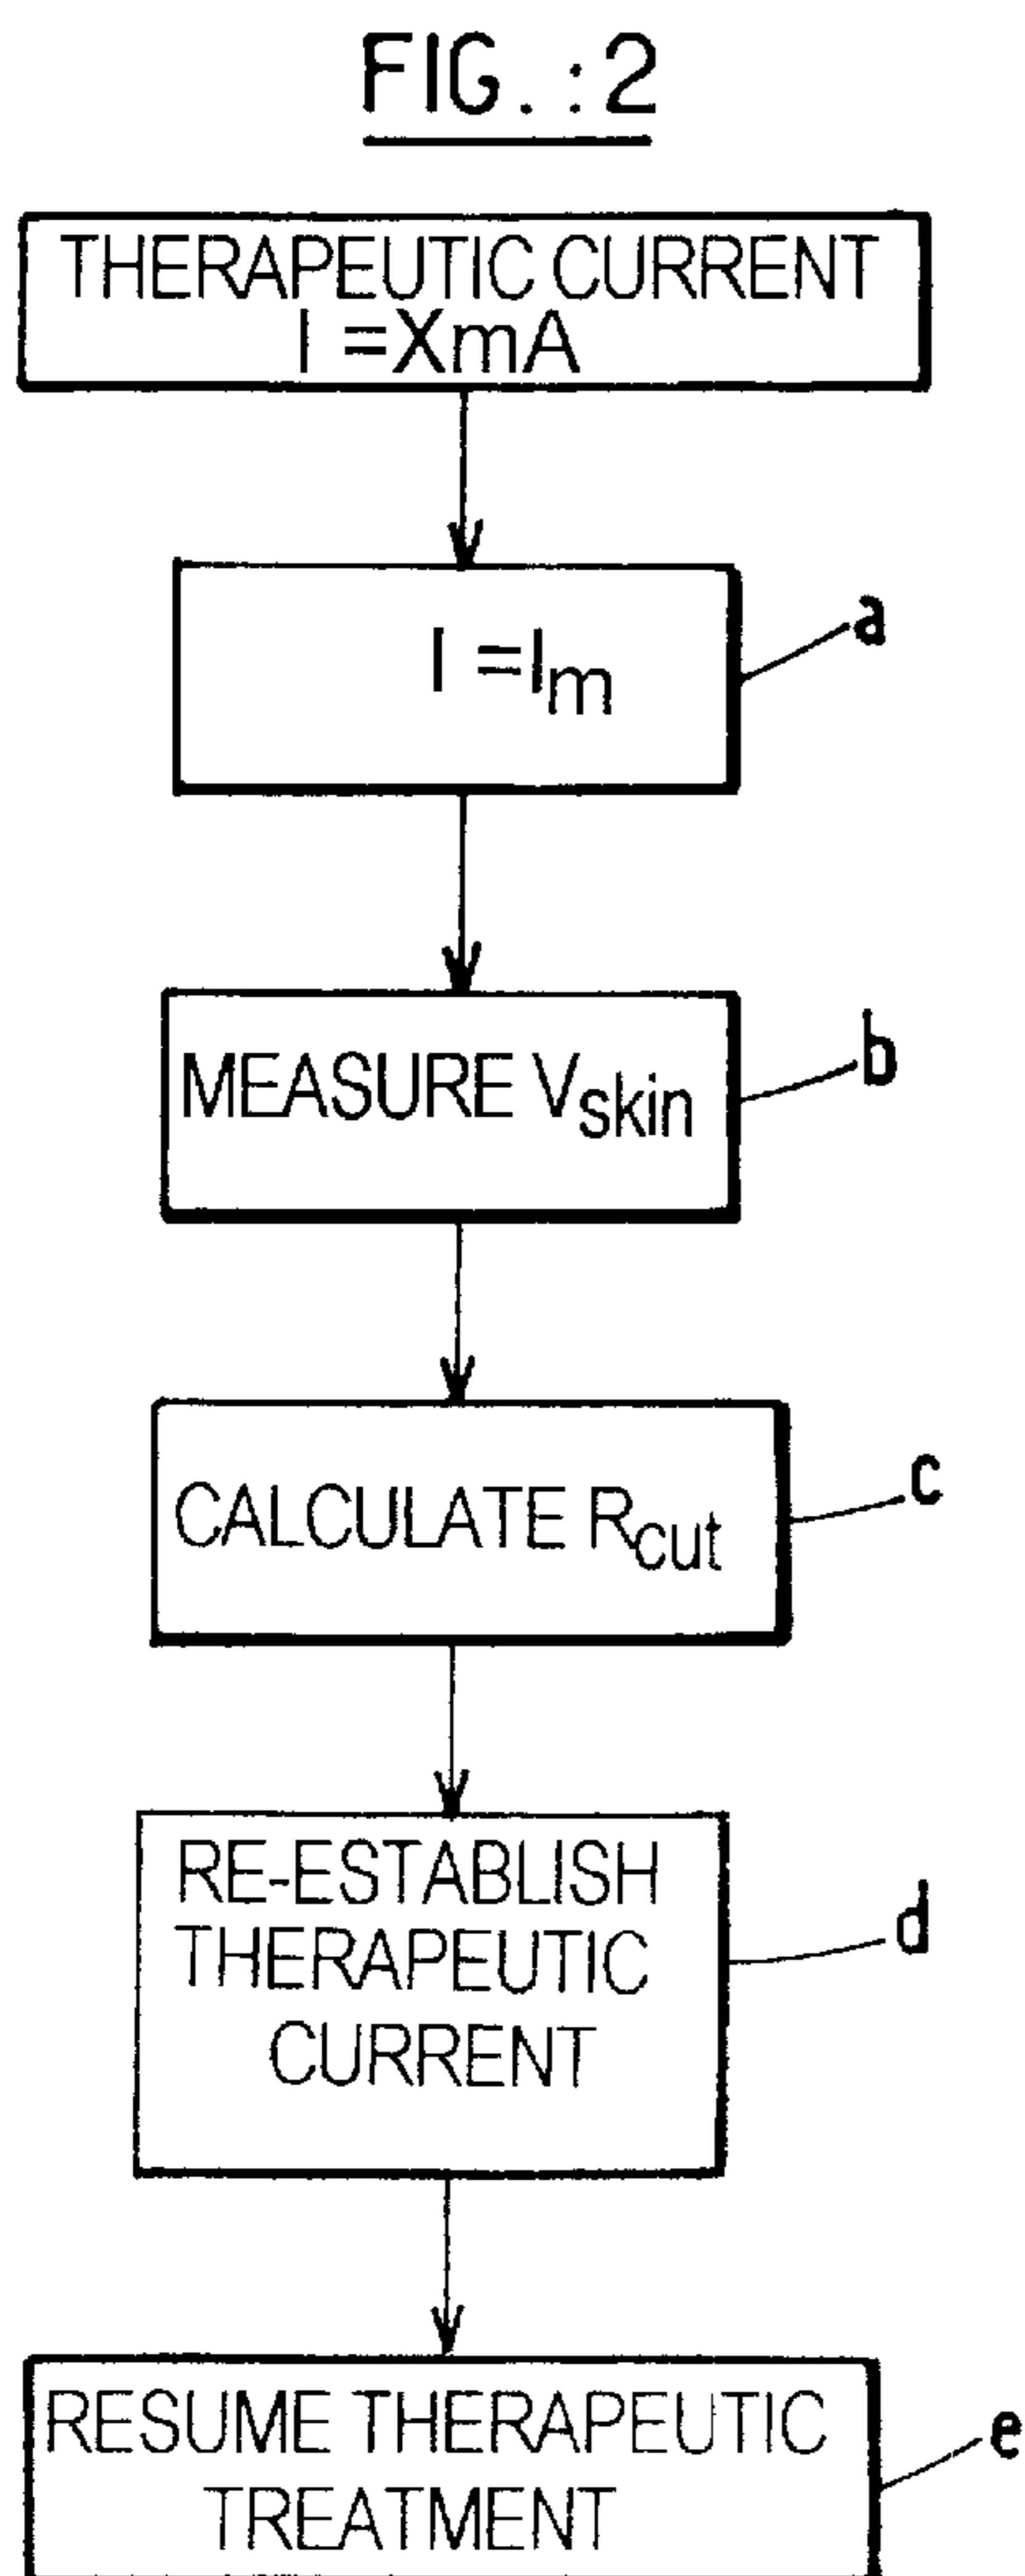 FIG. : 2
THERAPEUTIC CURRENT
I =XmA
I =Im
a
MEASURE Vskin
b
CALCULATE Rcut
c
RE-ESTABLISH
THERAPEUTIC
CURRENT
d
RESUME THERAPEUTIC
TREATMENT
e